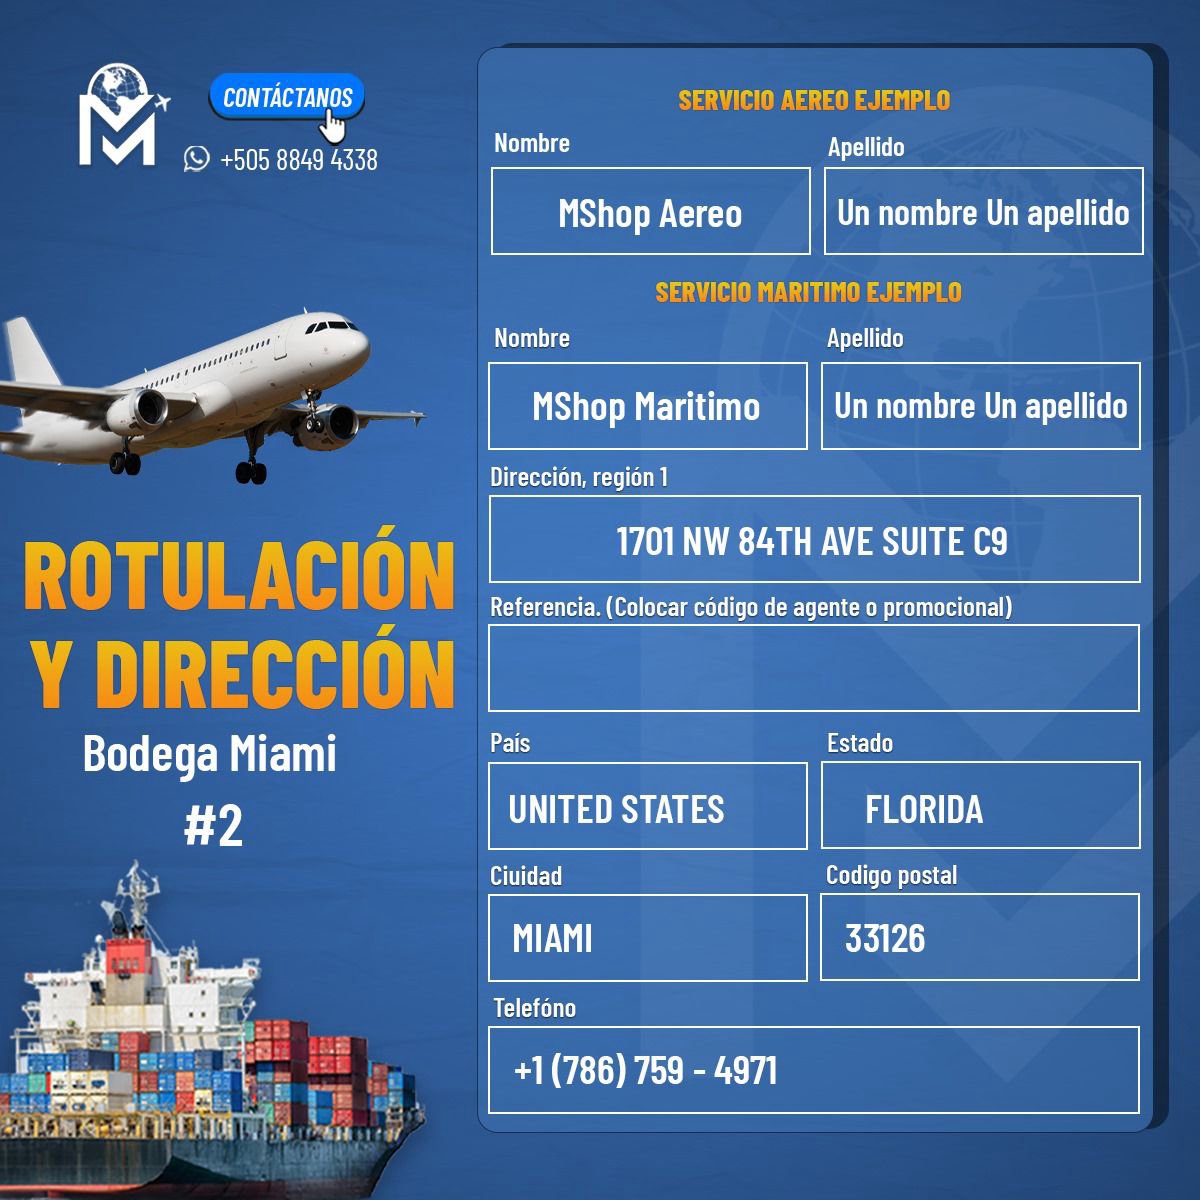 M
CONTÁCTANOS
+505 8849 4338
ROTULACIÓN
Y DIRECCIÓN
Bodega Miami
#2
SERVICIO AEREO EJEMPLO
Nombre
Apellido
MShop Aereo
Un nombre Un apellido
SERVICIO MARITIMO EJEMPLO
Nombre
Apellido
MShop Maritimo
Un nombre Un apellido
Dirección, región 1
1701 NW 84TH AVE SUITE C9
Referencia. (Colocar código de agente o promocional)
País
Estado
UNITED STATES
FLORIDA
Ciuidad
Codigo postal
MIAMI
33126
Telefóno
+1 (786) 759 - 4971